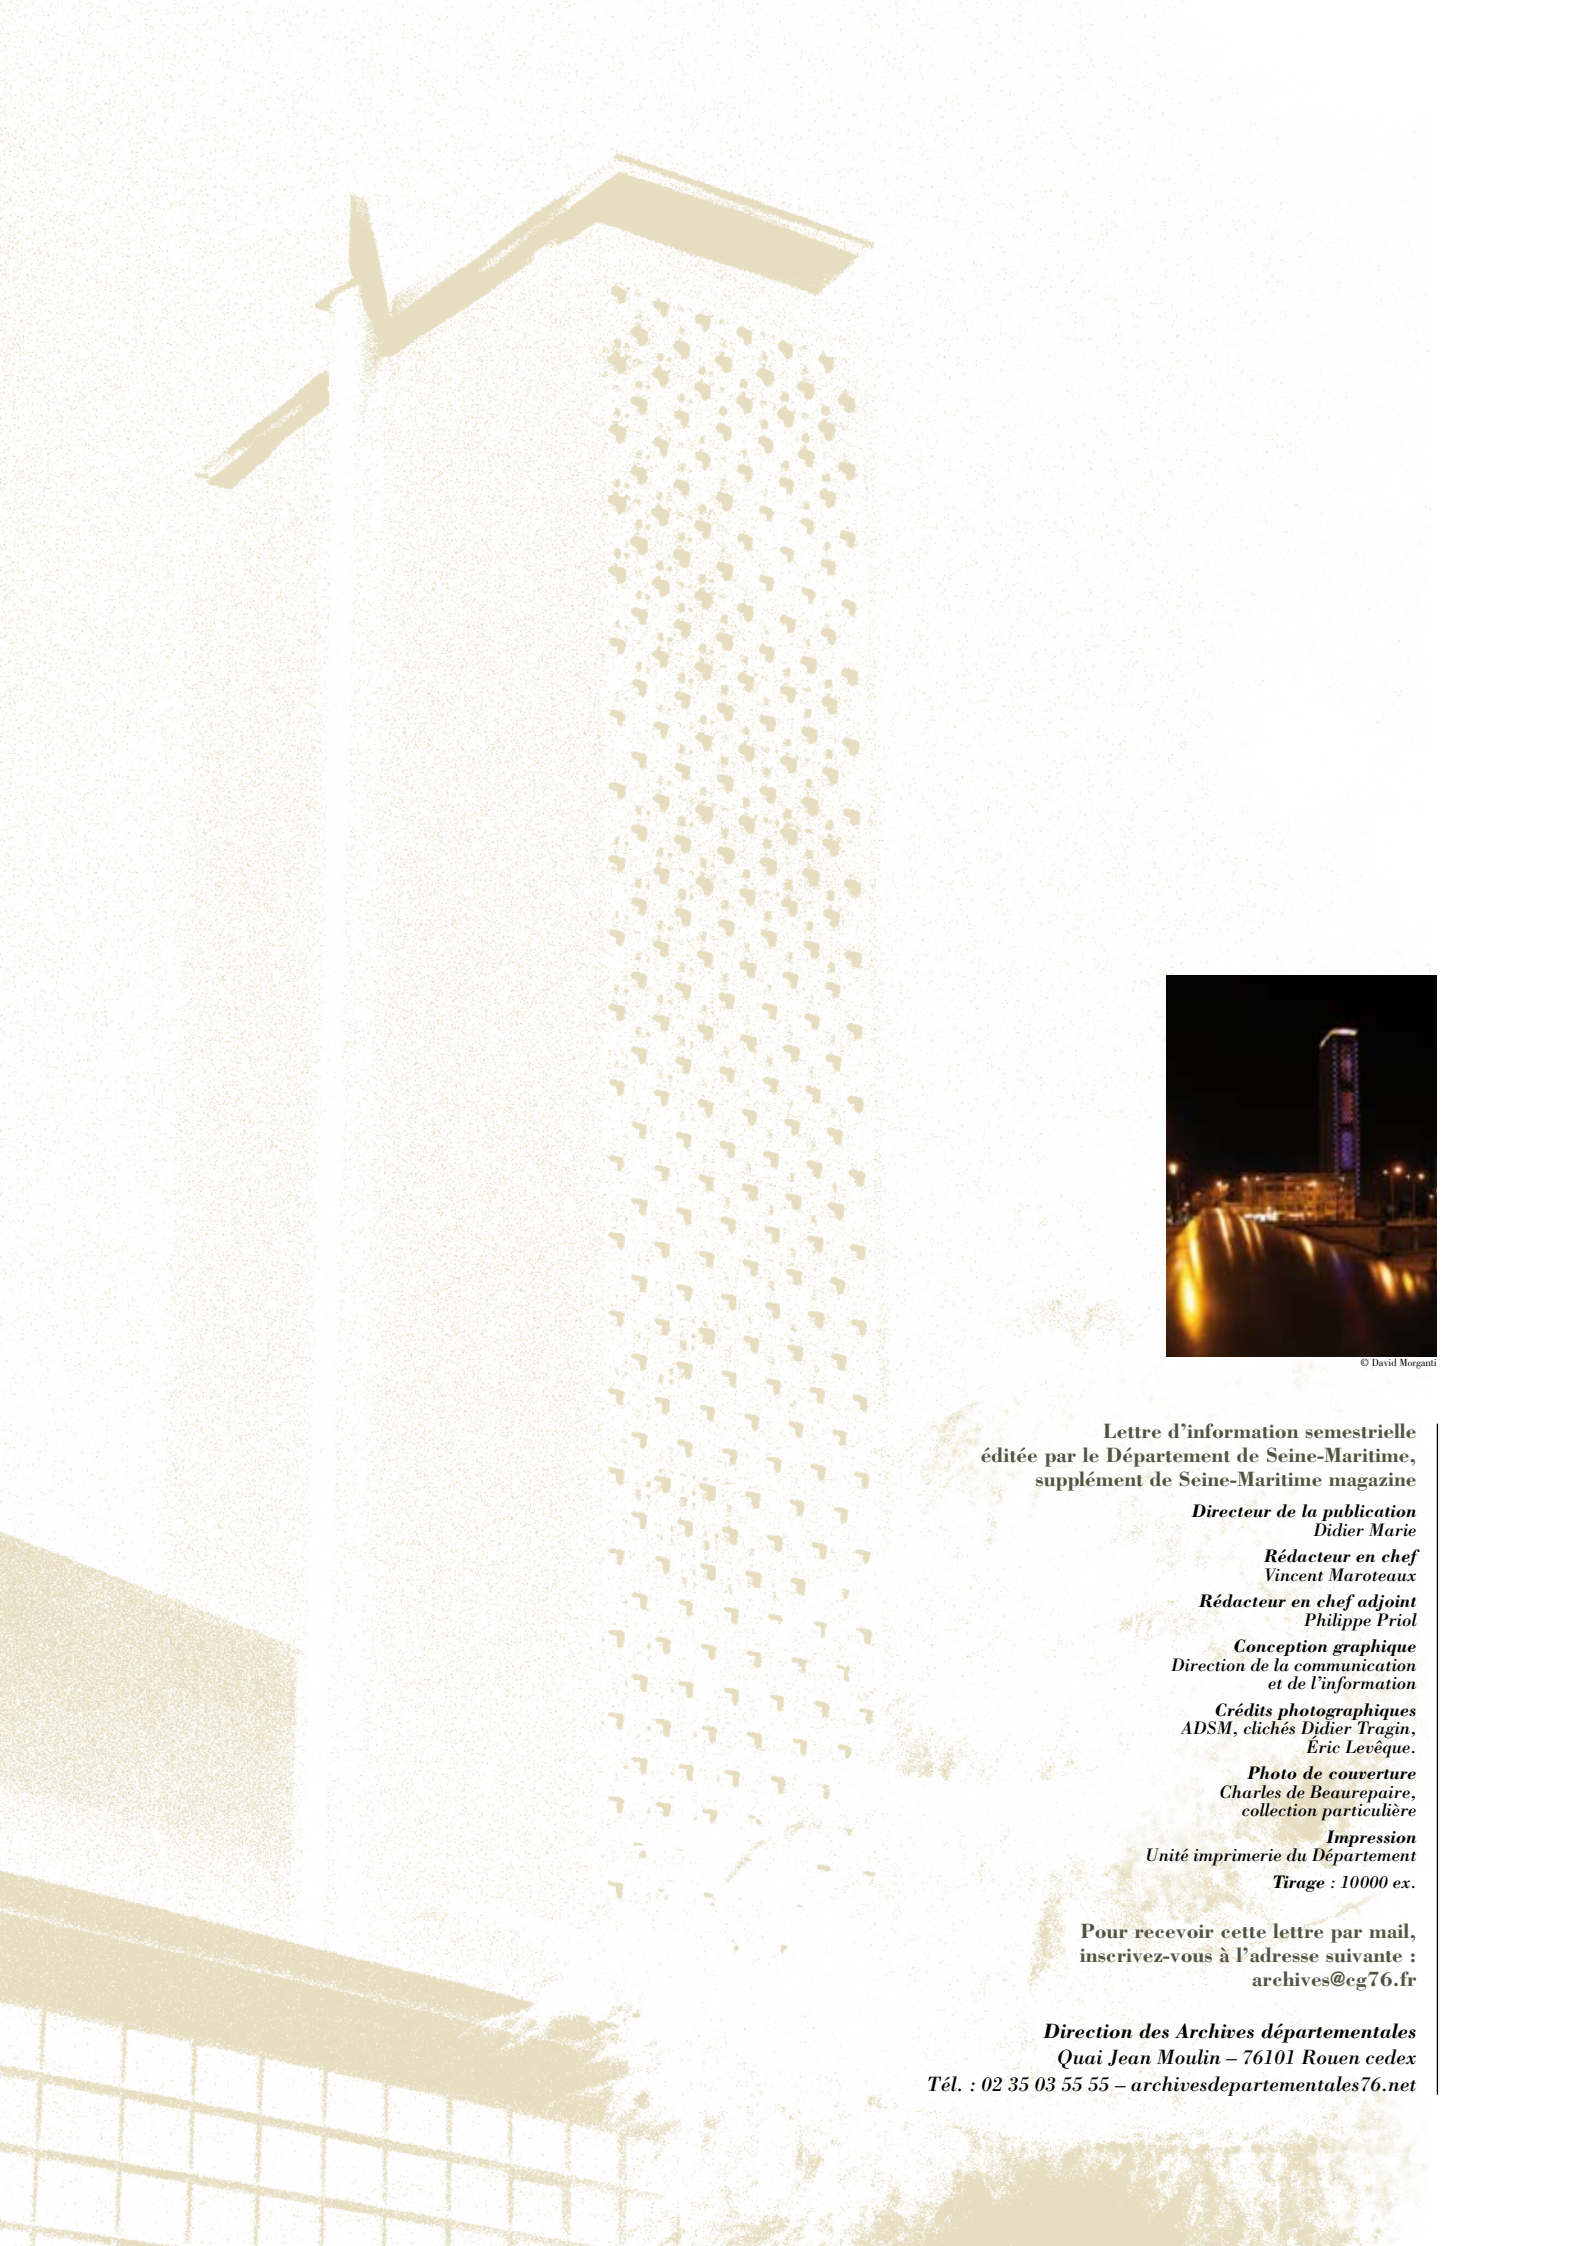 © David Morganti
Lettre d’information semestrielle
éditée par le Département de Seine-Maritime,
supplément de Seine-Maritime magazine
Directeur de la publication
Didier Marie
Rédacteur en chef
Vincent Maroteaux
Rédacteur en chef adjoint
Philippe Priol
Conception graphique
Direction de la communication
et de l’information
Crédits photographiques
ADSM, clichés Didier Tragin,
Éric Levêque.
Photo de couverture
Charles de Beaurepaire,
collection particulière
Impression
Unité imprimerie du Département
Tirage : 10000 ex.
Pour recevoir cette lettre par mail,
inscrivez-vous à l’adresse suivante :
archives@cg76.fr
Direction des Archives départementales
Quai Jean Moulin – 76101 Rouen cedex
Tél. : 02 35 03 55 55 – archivesdepartementales76.net